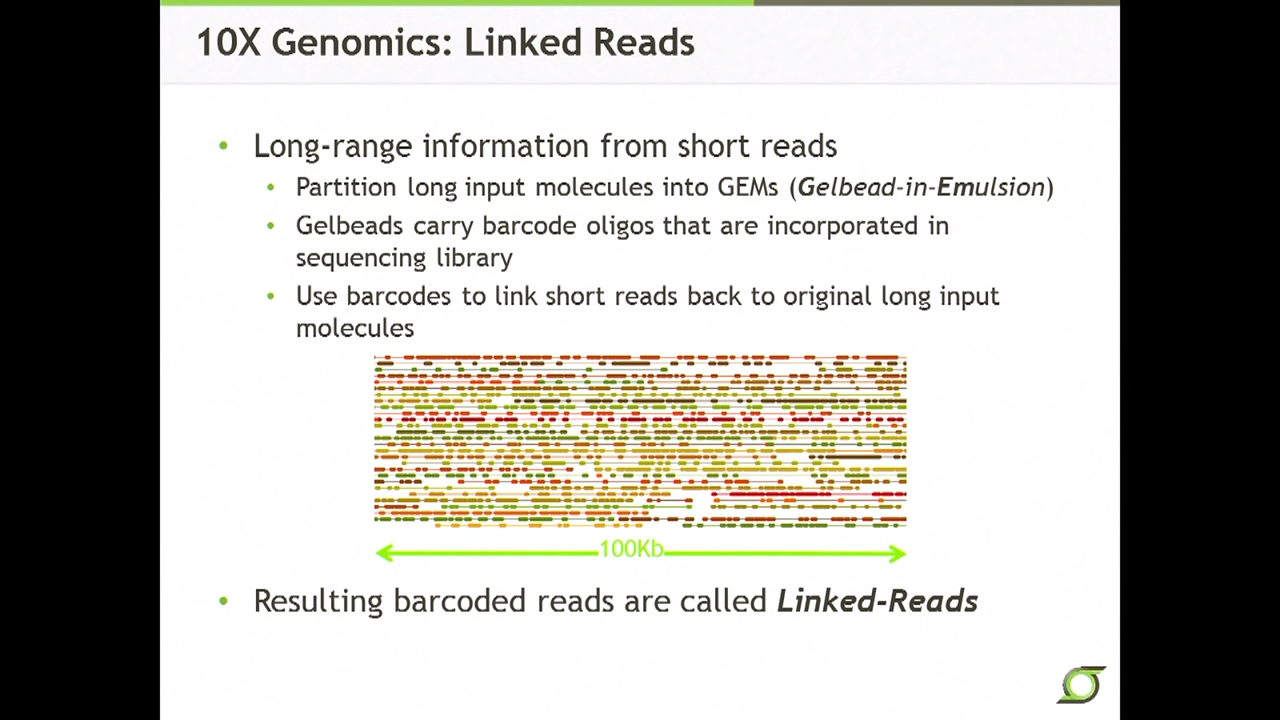 10X Genomics: Linked Reads
• Long-range information from short reads
• Partition long input molecules into GEMs (Gelbead-in-Emulsion)
• Gelbeads carry barcode oligos that are incorporated in
sequencing library
• Use barcodes to link short reads back to original long input
molecules
100Kb
• Resulting barcoded reads are called Linked-Reads